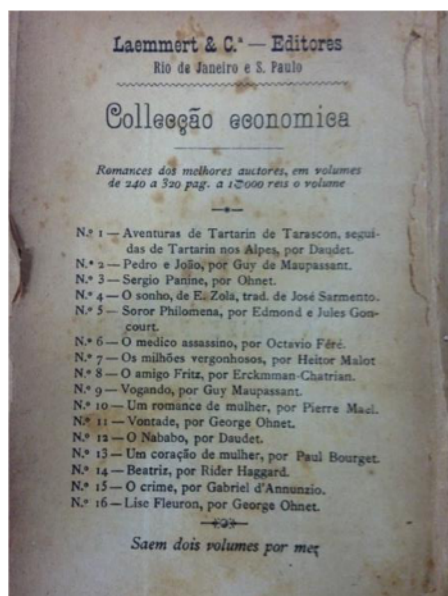 Laemmert & C.ª — Editores
Rio de Janeiro e S. Paulo
Collecção economica
Romances dos melhores auctores, em volumes
de 240 a 320 pag. a 1$000 reis o volume
N.º 1 — Aventuras de Tartarin de Tarascon, segui-
das de Tartarin nos Alpes, por Daudet.
N.º 2 — Pedro e João, por Guy de Maupassant.
N.º 3 — Sergio Panine, por Ohnet.
N.º 4 — O sonho, de E. Zola, trad. de José Sarmento.
N.º 5 — Soror Philomena, por Edmond e Jules Gon-
court.
N.º 6 — O medico assassino, por Octavio Féré.
N.º 7 — Os milhões vergonhosos, por Heitor Malot
N.º 8 — O amigo Fritz, por Erckmman-Chatrian.
N.º 9 — Vogando, por Guy Maupassant.
N.º 10 — Um romance de mulher, por Pierre Mael.
N.º 11 — Vontade, por George Ohnet.
N.º 12 — O Nababo, por Daudet.
N.º 13 — Um coração de mulher, por Paul Bourget.
N.º 14 — Beatriz, por Rider Haggard.
N.º 15 — O crime, por Gabriel d'Annunzio.
N.º 16 — Lise Fleuron, por George Ohnet.
Saem dois volumes por mez